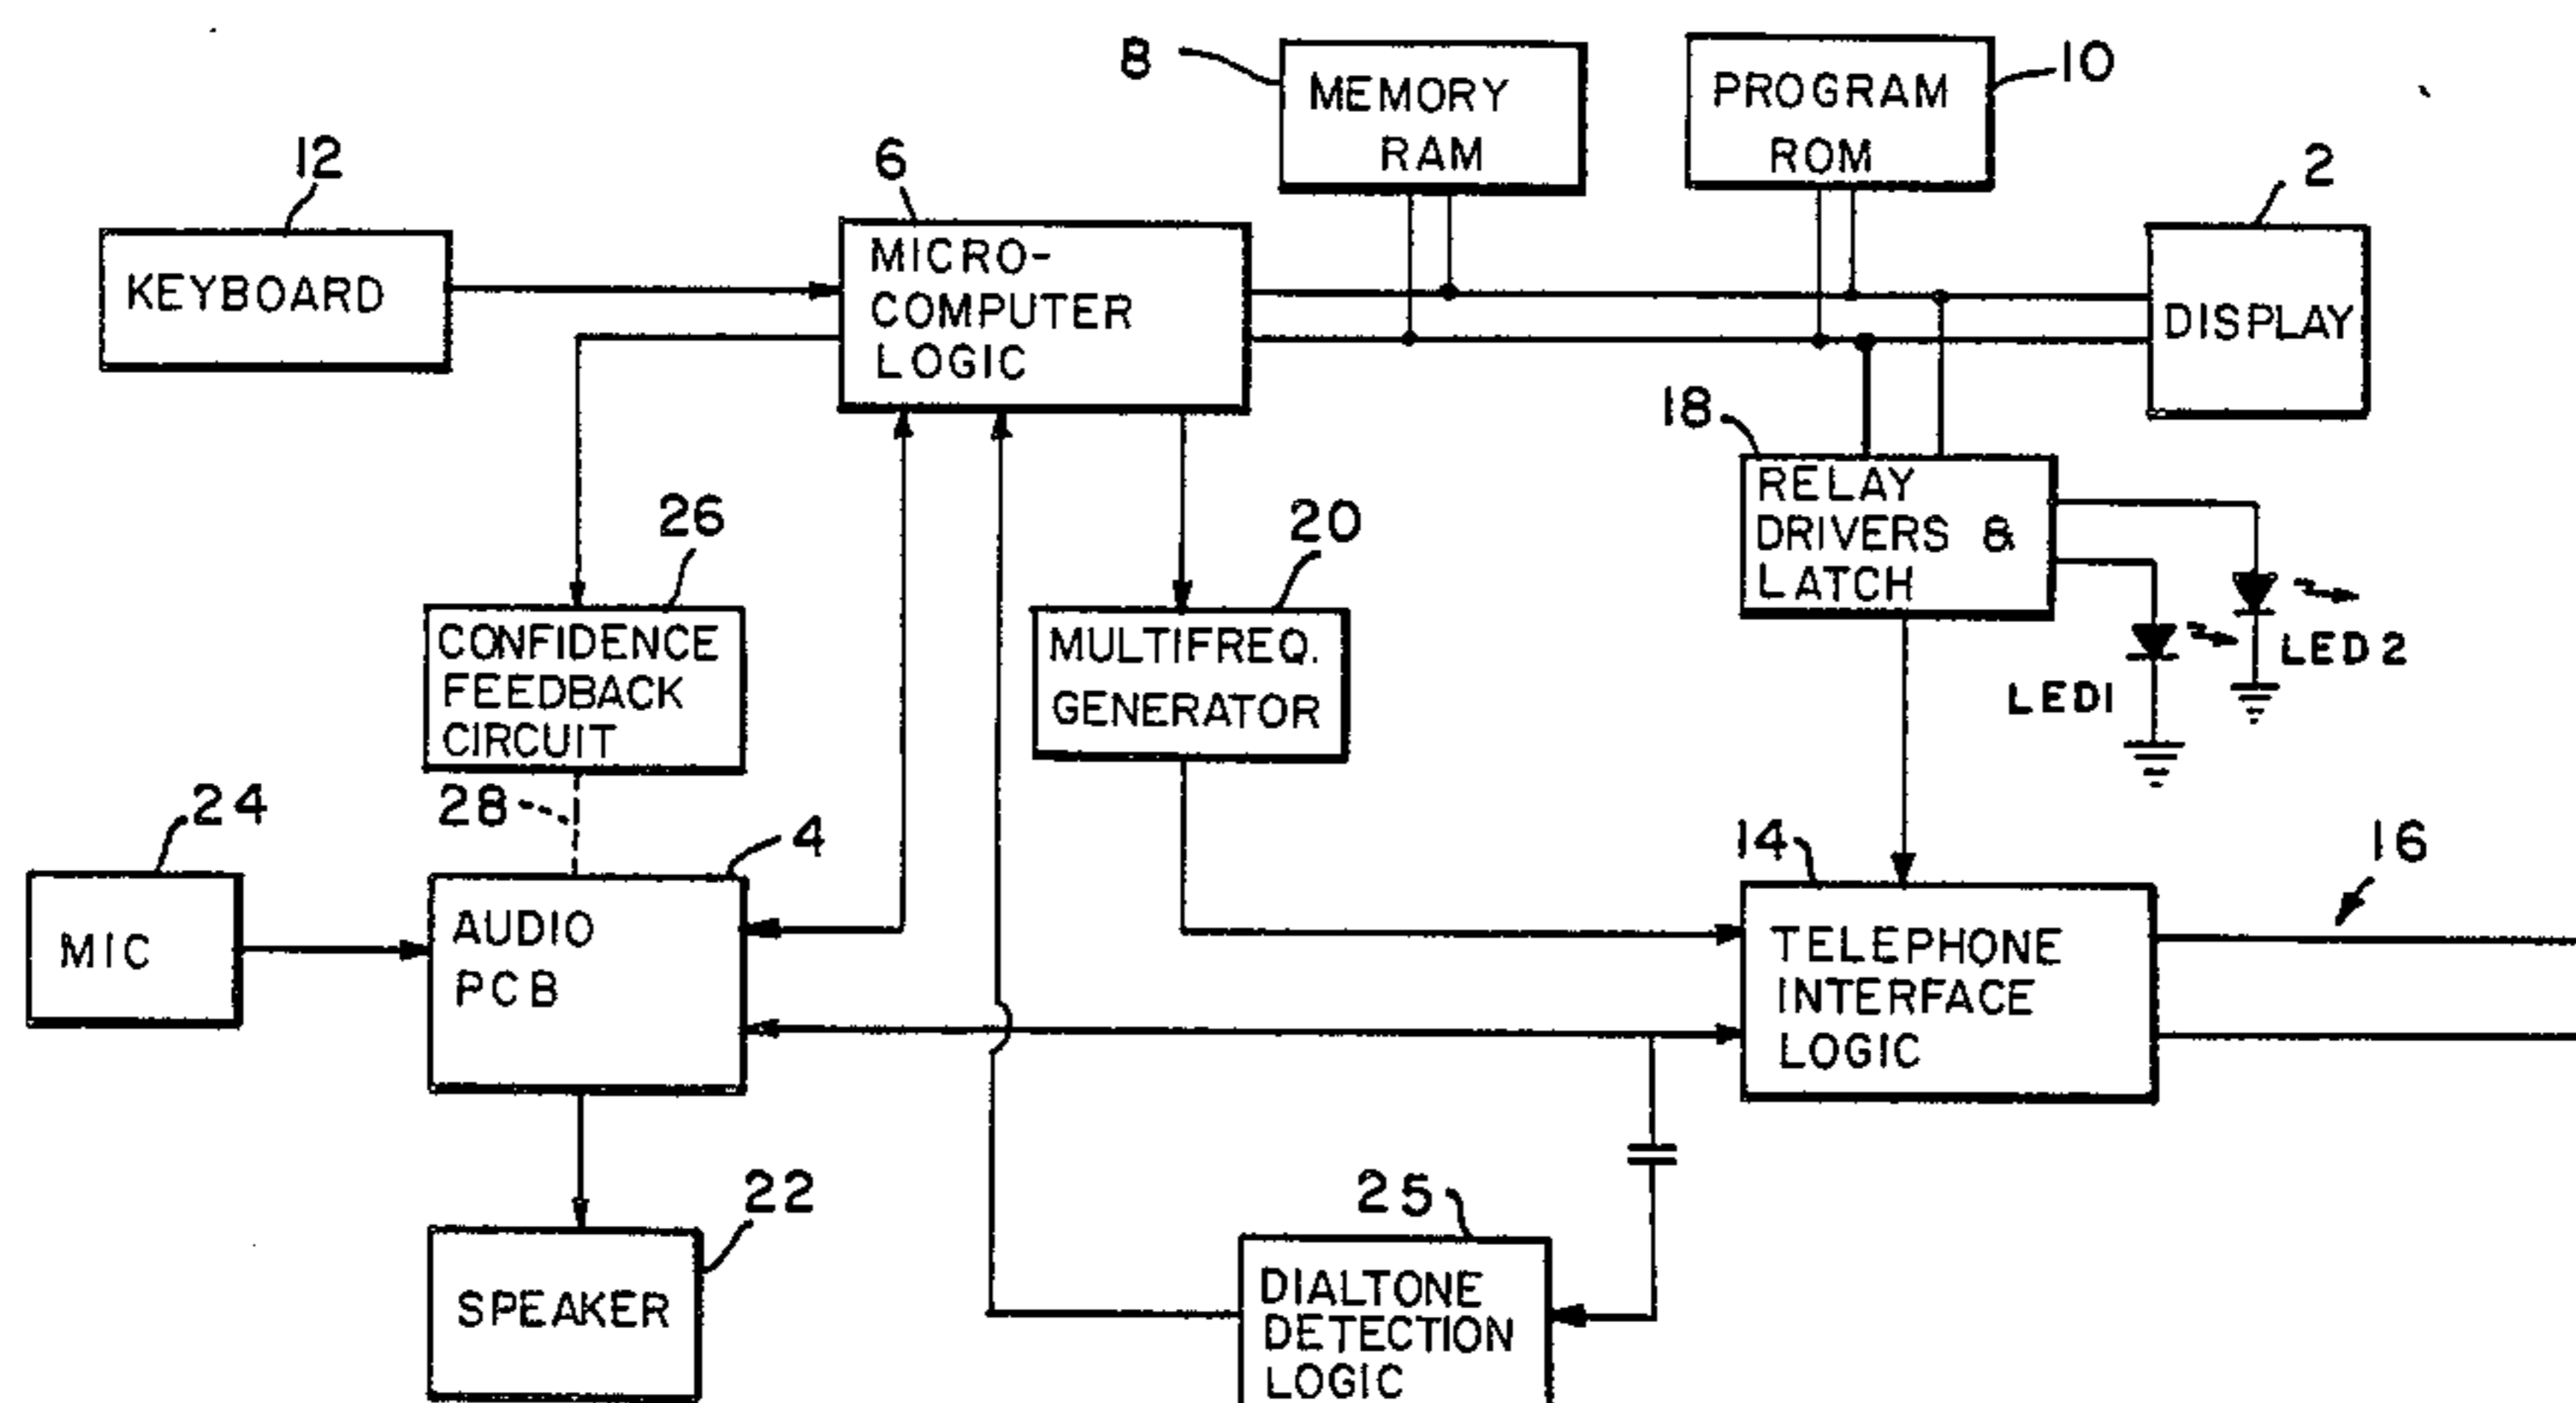 8
MEMORY
RAM
PROGRAM
ROM
10
12
6
2
KEYBOARD
MICRO-
COMPUTER
LOGIC
DISPLAY
18
RELAY
DRIVERS &
LATCH
26
20
CONFIDENCE
FEEDBACK
CIRCUIT
MULTIFREQ.
GENERATOR
LED1
LED2
28
24
4
14
16
MIC
AUDIO
PCB
TELEPHONE
INTERFACE
LOGIC
22
25
SPEAKER
DIALTONE
DETECTION
LOGIC